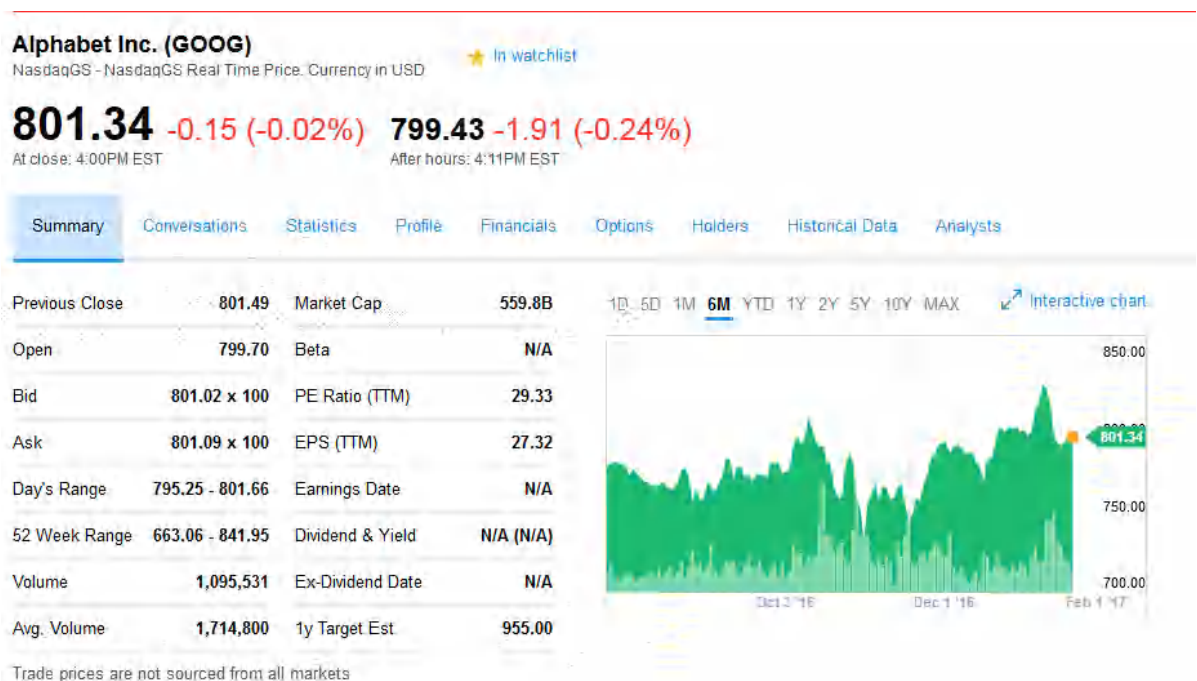 Alphabet Inc. (GOOG)
In watchlist
NasdaqGS - NasdaqGS Real Time Price. Currency in USD
801.34 -0.15 (-0.02%) 799.43 -1.91 (-0.24%)
At close: 4:00PM EST After hours: 4:11PM EST
Summary Conversations Statistics Profile Financials Options Holders Historical Data Analysts
Previous Close 801.49 Market Cap 559.8B
Open 799.70 Beta N/A
Bid 801.02 x 100 PE Ratio (TTM) 29.33
Ask 801.09 x 100 EPS (TTM) 27.32
Day's Range 795.25 - 801.66 Earnings Date N/A
52 Week Range 663.06 - 841.95 Dividend & Yield N/A (N/A)
Volume 1,095,531 Ex-Dividend Date N/A
Avg. Volume 1,714,800 1y Target Est 955.00
Trade prices are not sourced from all markets
1D 5D 1M 6M YTD 1Y 2Y 5Y 10Y MAX Interactive chart
850.00
801.34
750.00
700.00
Oct 3 '16 Dec 1 '16 Feb 1 '17